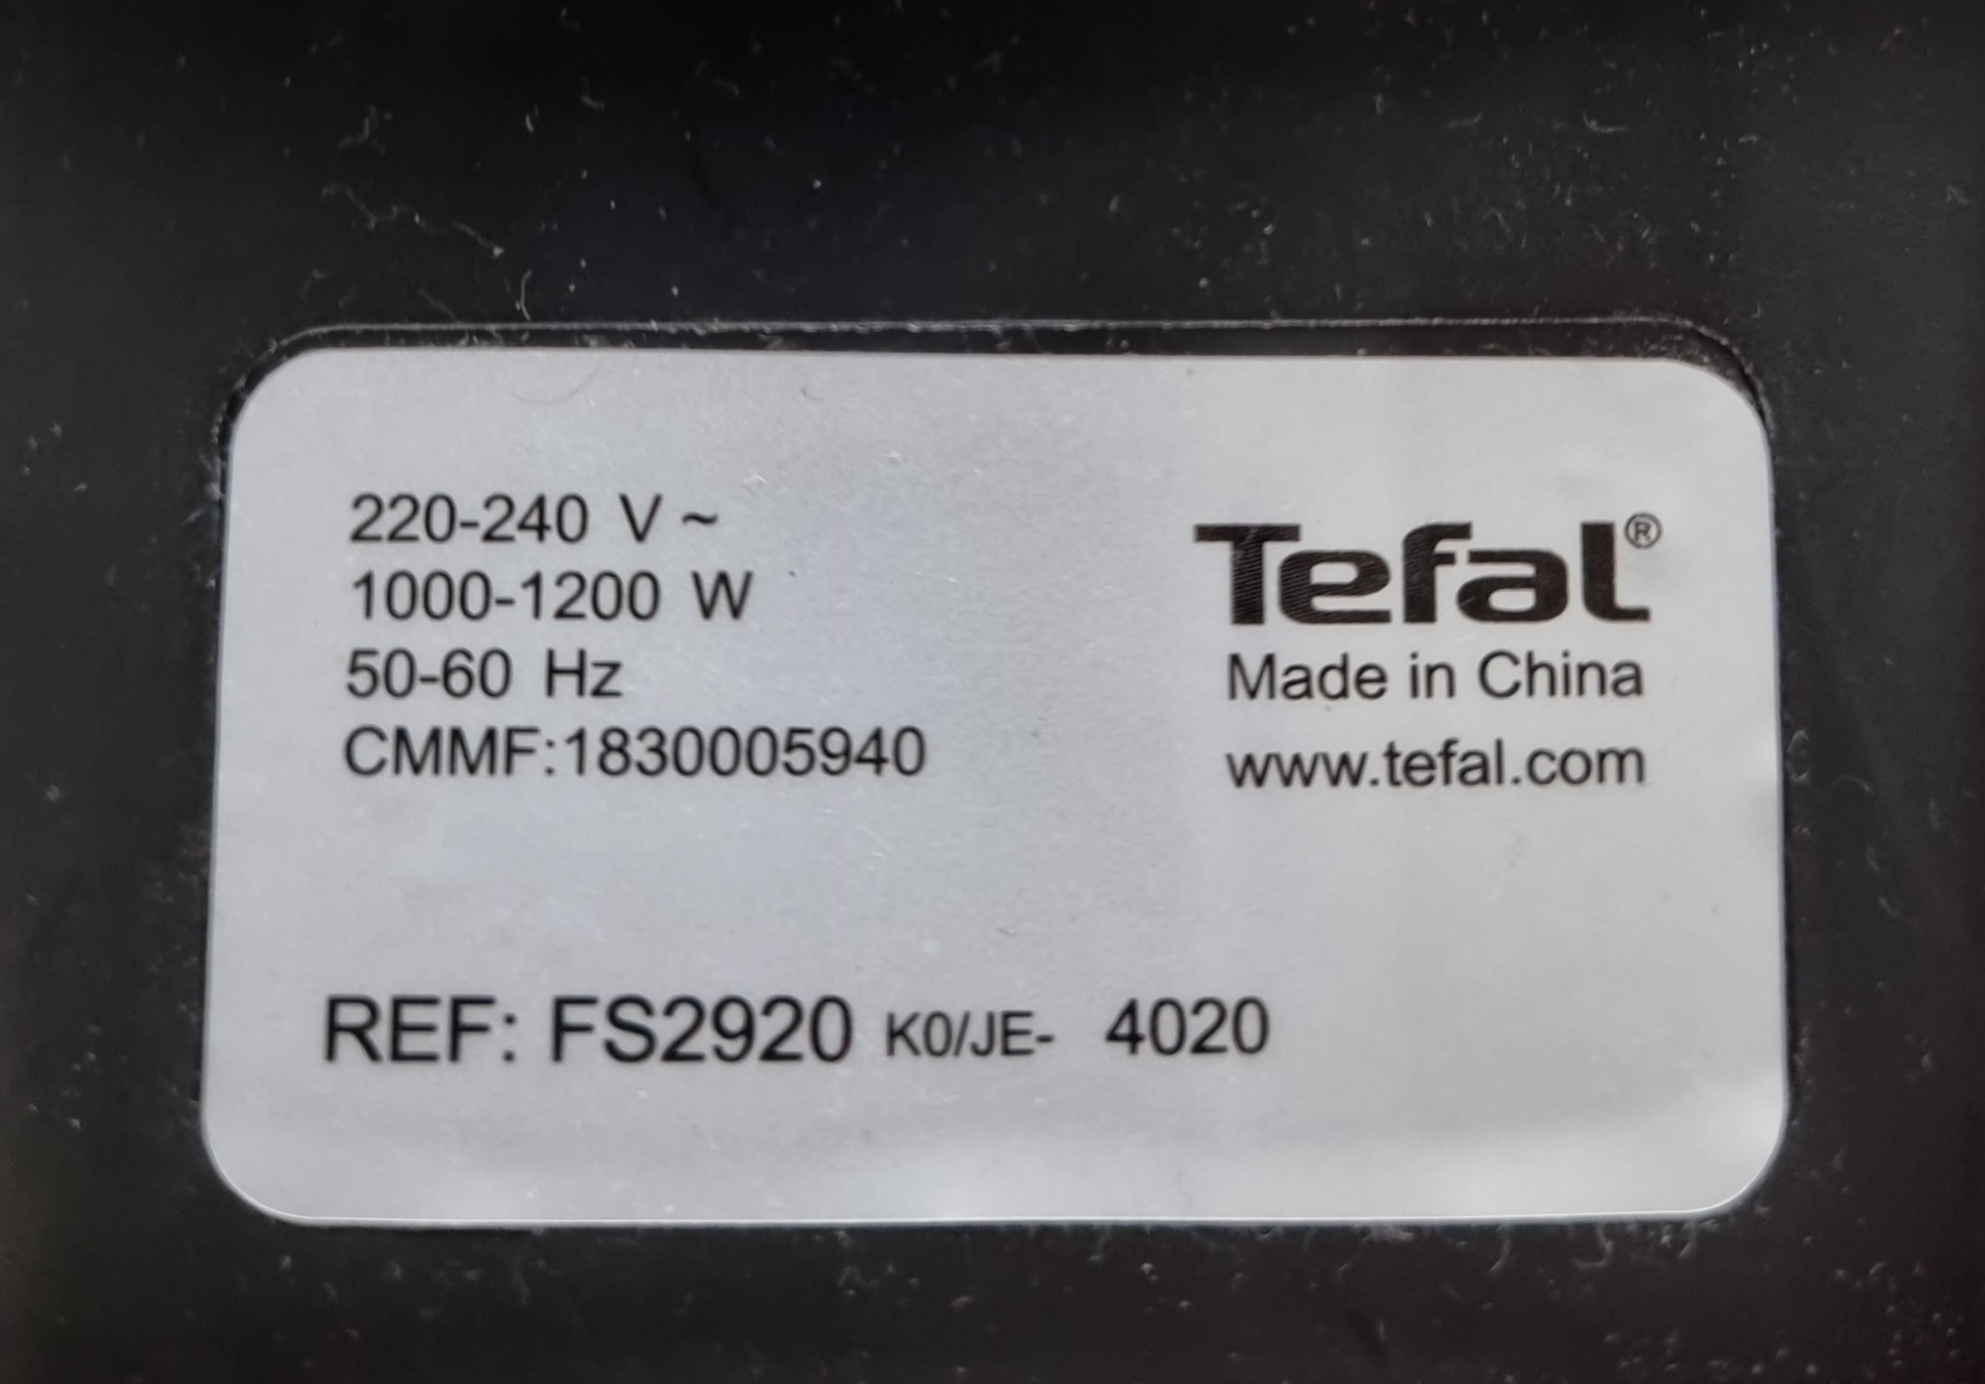 220-240 V ~
1000-1200 W
50-60 Hz
CMMF:1830005940
Tefal®
Made in China
www.tefal.com
REF: FS2920 K0/JE- 4020